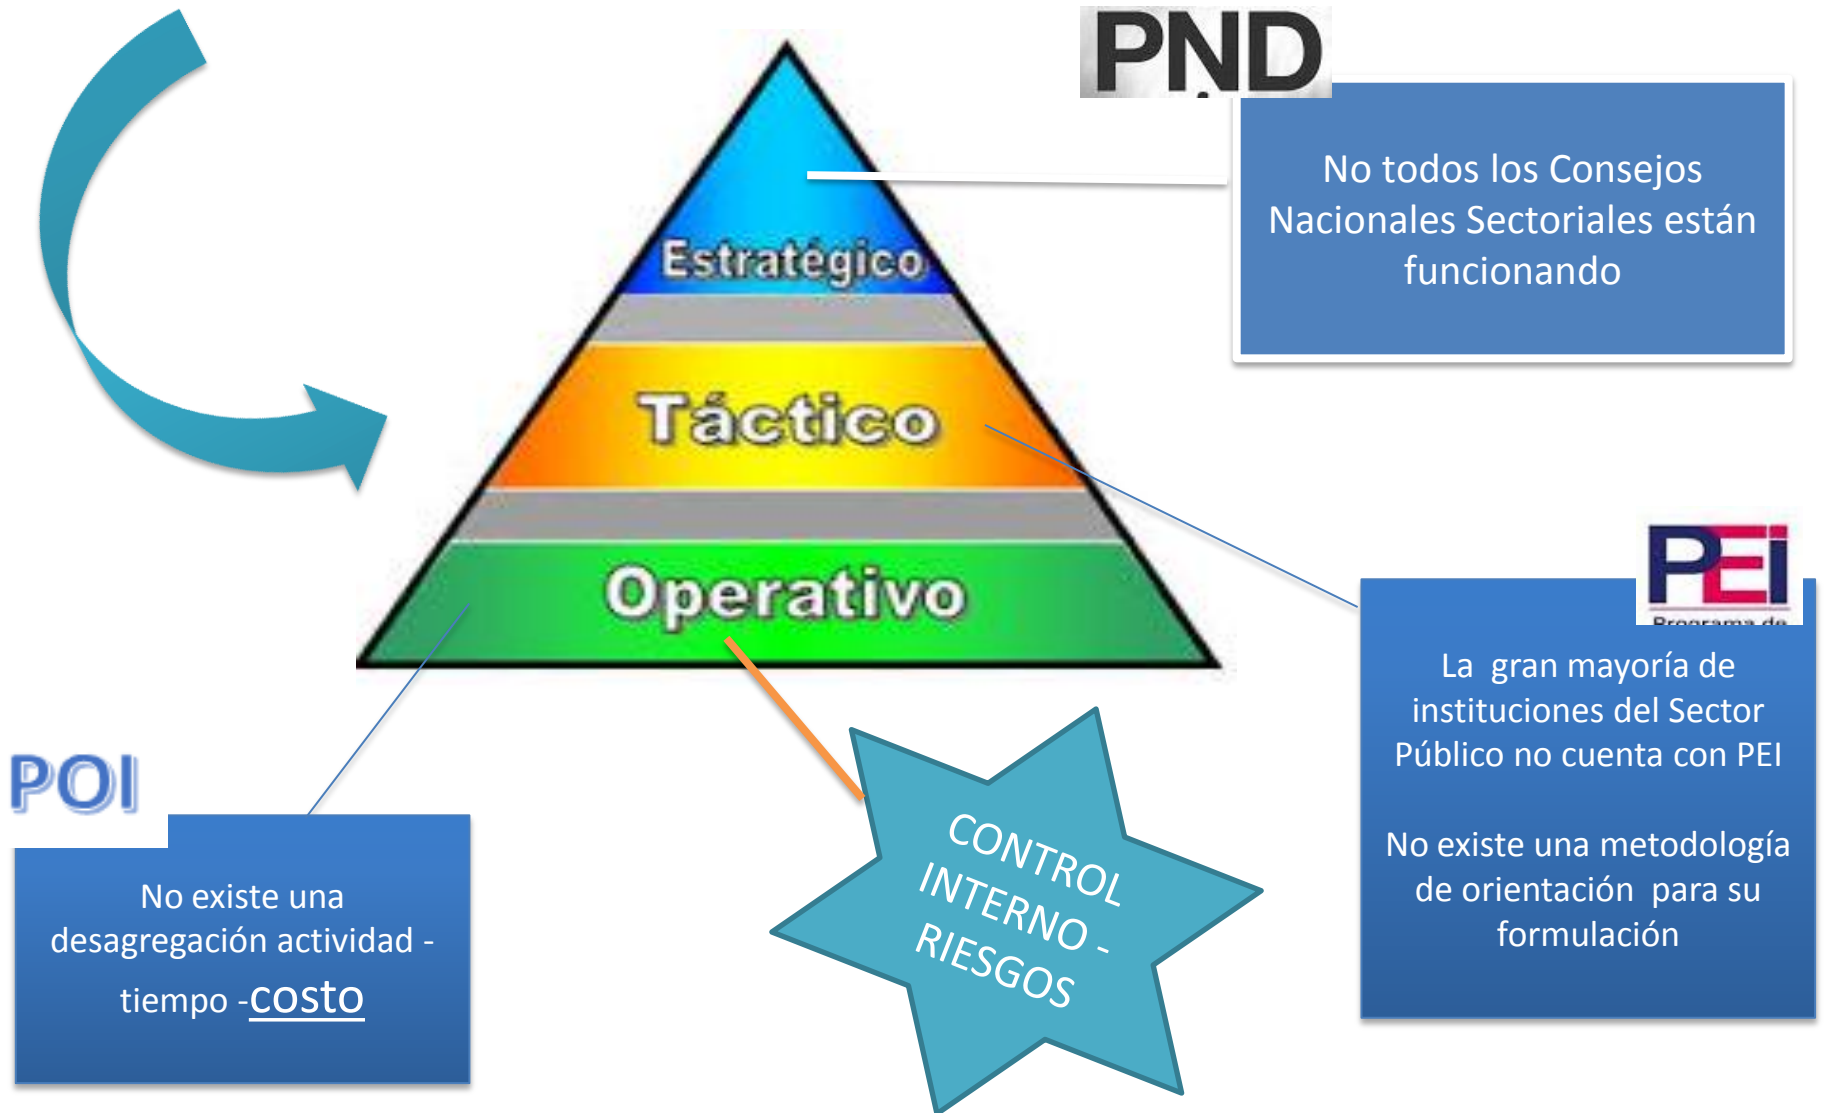 PND
No todos los Consejos
Nacionales Sectoriales están
funcionando
Estratégico
Táctico
Operativo
PEi
Programa de
La gran mayoría de
instituciones del Sector
Público no cuenta con PEI
No existe una metodología
de orientación para su
formulación
POI
No existe una
desagregación actividad -
tiempo -costo
CONTROL
INTERNO -
RIESGOS